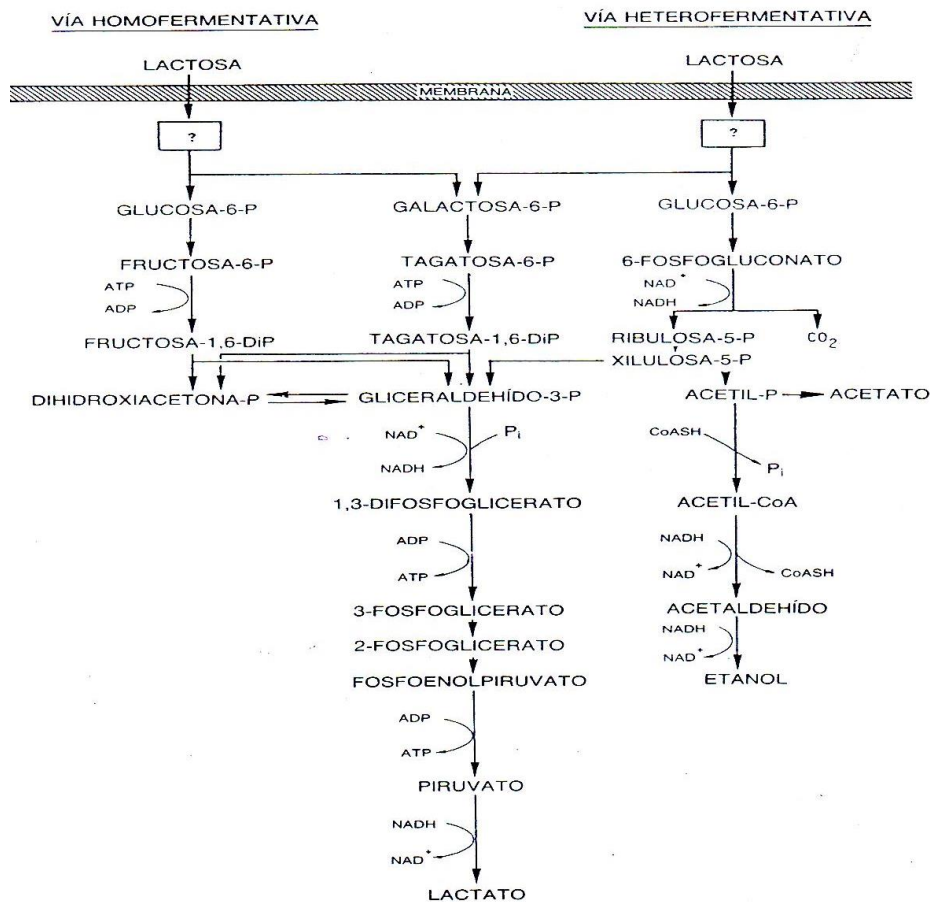 VÍA HOMOFERMENTATIVA
VÍA HETEROFERMENTATIVA
LACTOSA
LACTOSA
MEMBRANA
?
?
GLUCOSA-6-P
GALACTOSA-6-P
GLUCOSA-6-P
FRUCTOSA-6-P
TAGATOSA-6-P
6-FOSFOGLUCONATO
ATP
ADP
ATP
ADP
NAD+
NADH
FRUCTOSA-1,6-DiP
TAGATOSA-1,6-DiP
RIBULOSA-5-P
CO2
XILULOSA-5-P
DIHIDROXIACETONA-P
GLICERALDEHÍDO-3-P
ACETIL-P
ACETATO
NAD+
Pi
NADH
CoASH
Pi
1,3-DIFOSFOGLICERATO
ACETIL-CoA
ADP
ATP
NADH
NAD+
CoASH
3-FOSFOGLICERATO
ACETALDEHÍDO
2-FOSFOGLICERATO
NADH
NAD+
FOSFOENOLPIRUVATO
ETANOL
ADP
ATP
PIRUVATO
NADH
NAD+
LACTATO